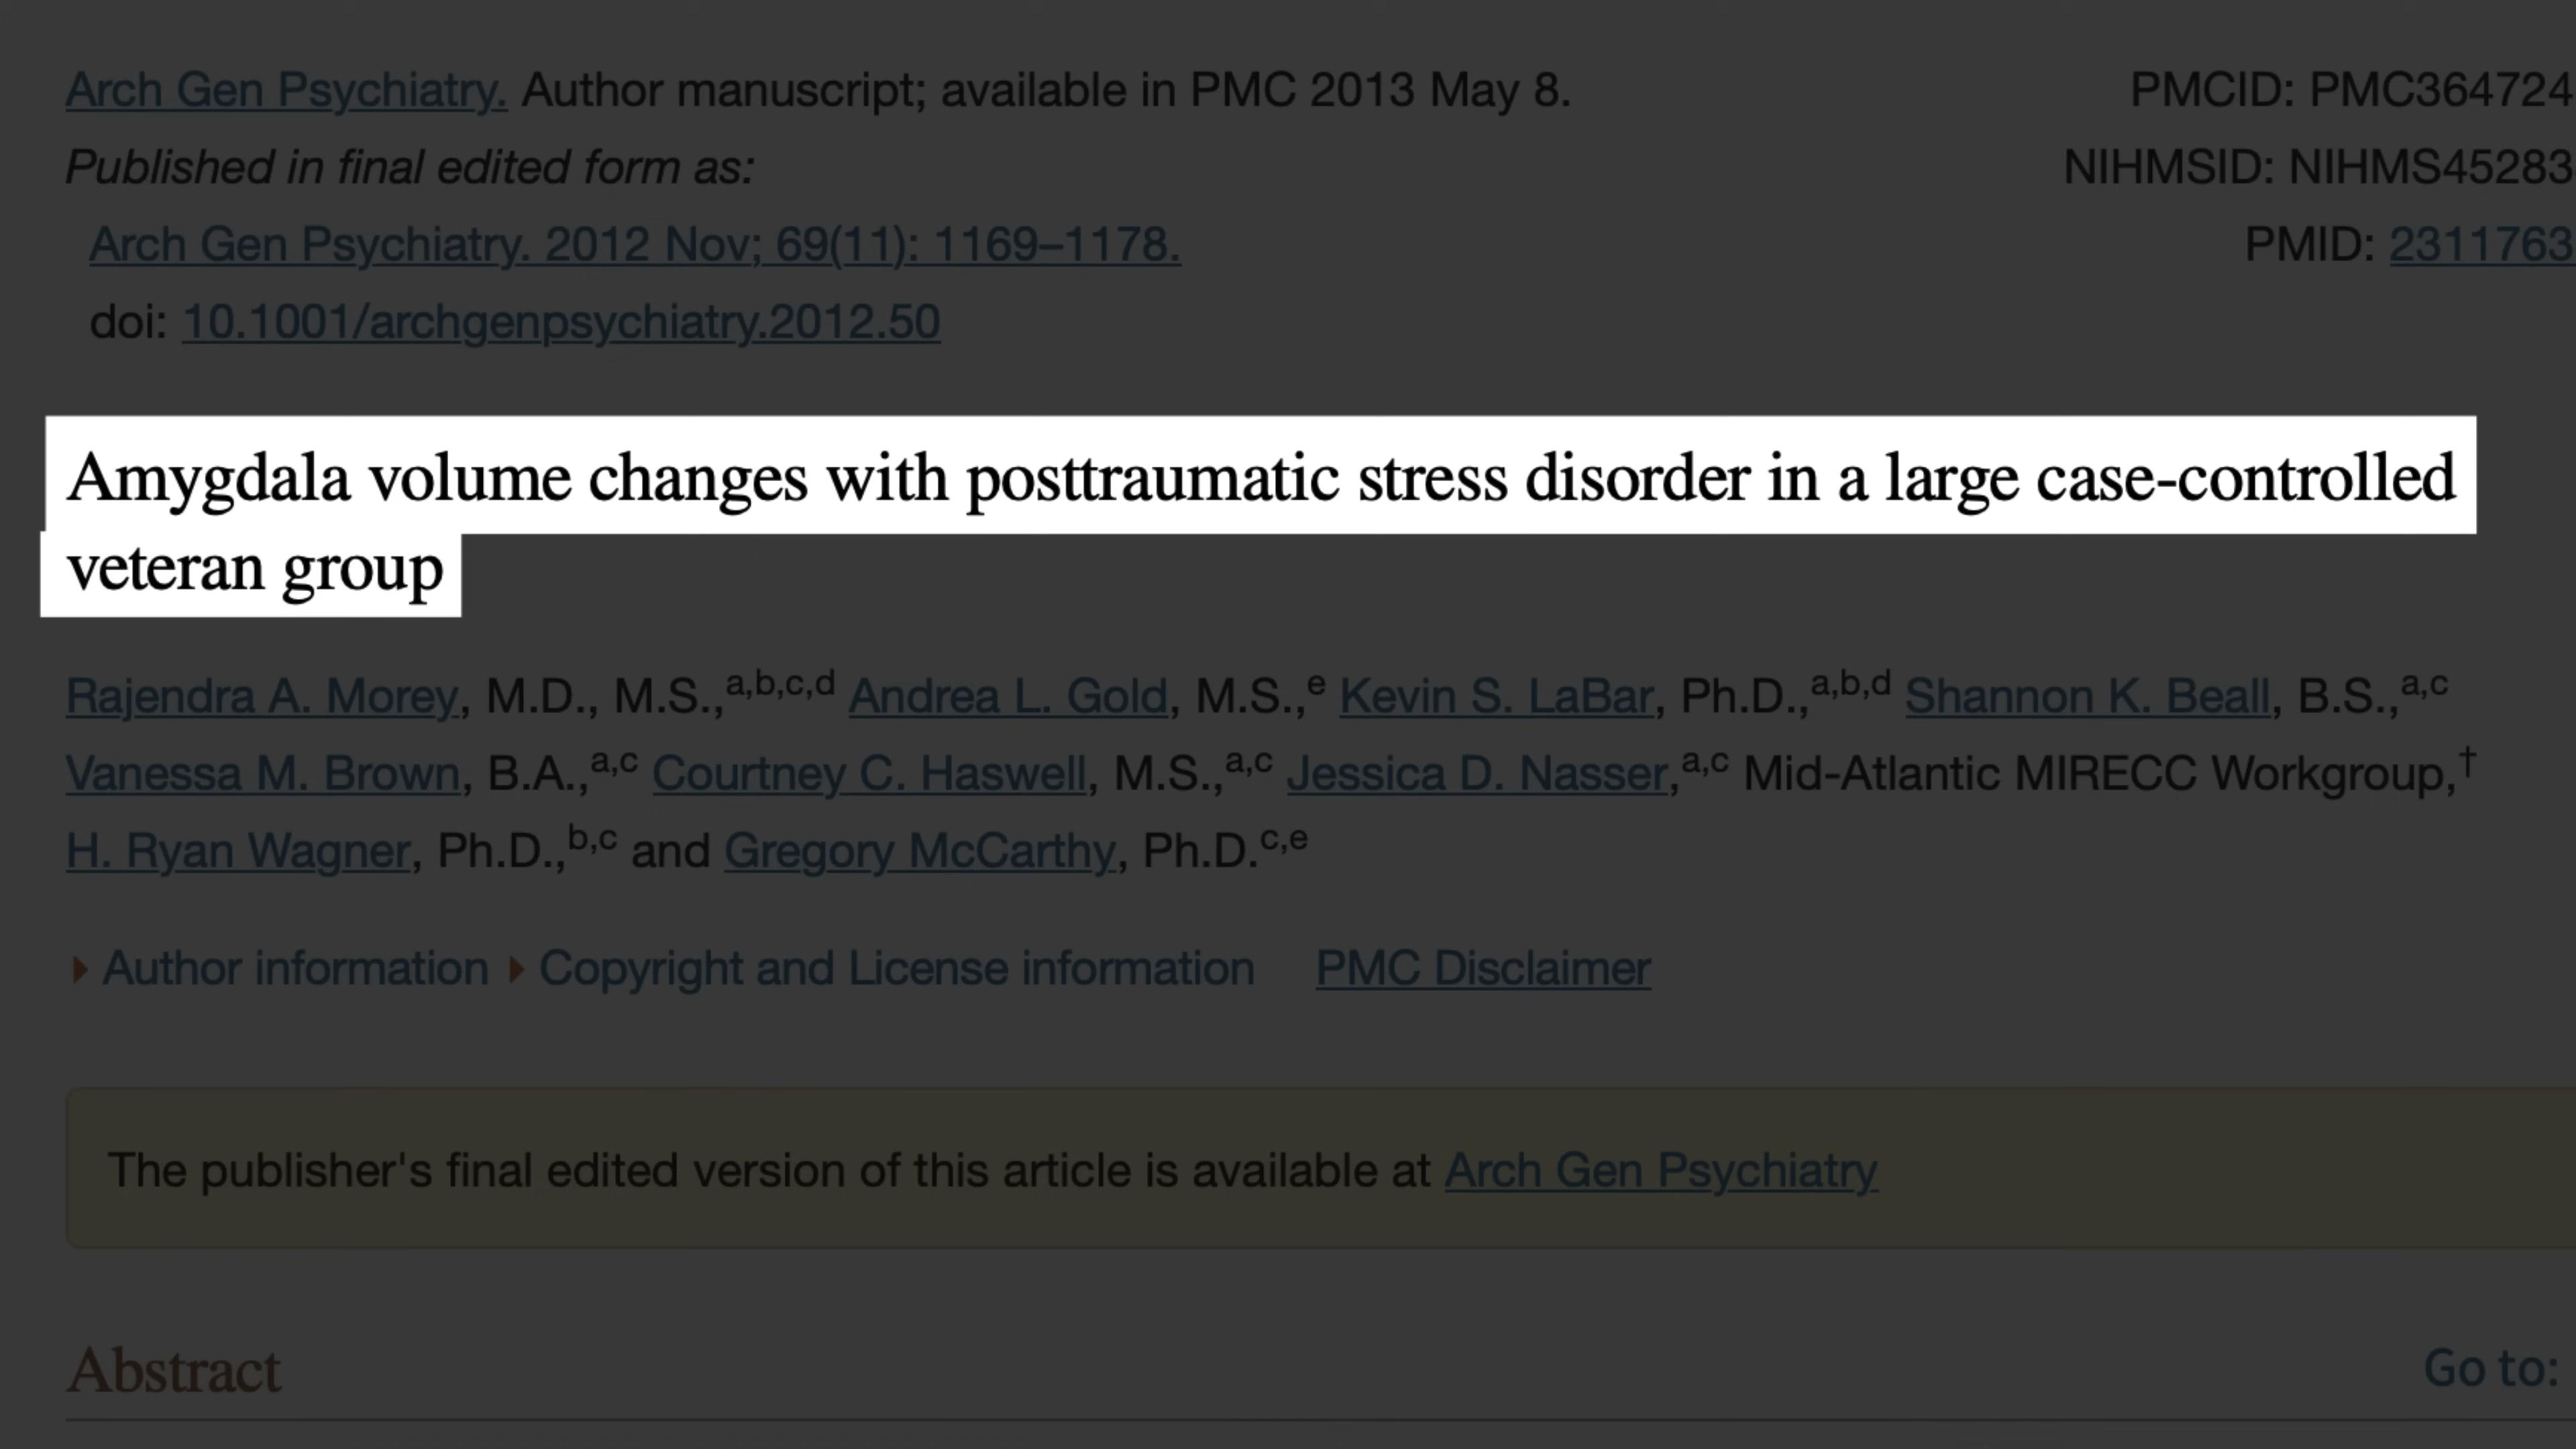 Arch Gen Psychiatry. Author manuscript; available in PMC 2013 May 8.
PMCID: PMC364724
Published in final edited form as:
NIHMSID: NIHMS45283
Arch Gen Psychiatry. 2012 Nov; 69(11): 1169–1178.
PMID: 2311763
doi: 10.1001/archgenpsychiatry.2012.50
Amygdala volume changes with posttraumatic stress disorder in a large case-controlled
veteran group
Rajendra A. Morey, M.D., M.S.,a,b,c,d Andrea L. Gold, M.S.,e Kevin S. LaBar, Ph.D.,a,b,d Shannon K. Beall, B.S.,a,c
Vanessa M. Brown, B.A.,a,c Courtney C. Haswell, M.S.,a,c Jessica D. Nasser,a,c Mid-Atlantic MIRECC Workgroup,†
H. Ryan Wagner, Ph.D.,b,c and Gregory McCarthy, Ph.D.c,e
Author information Copyright and License information PMC Disclaimer
The publisher's final edited version of this article is available at Arch Gen Psychiatry
Abstract
Go to: